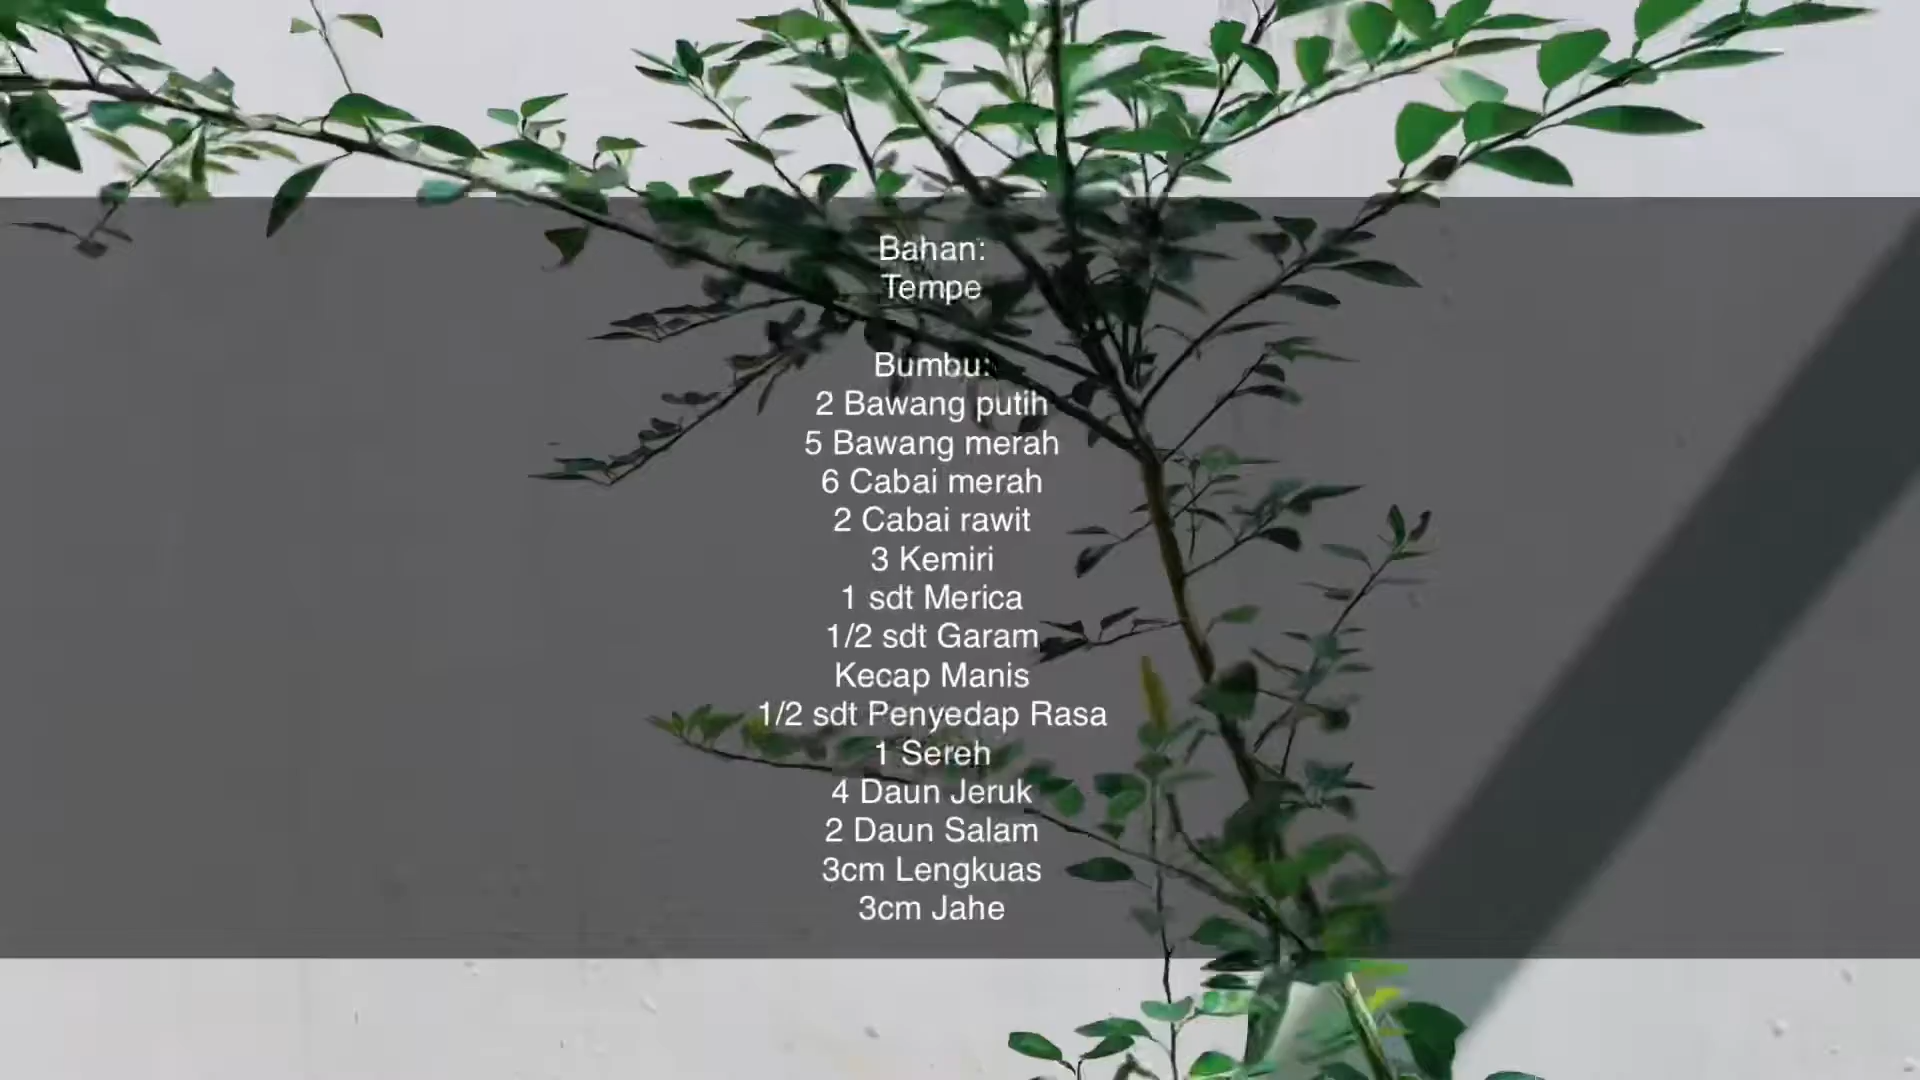 Bahan:
Tempe
Bumbu:
2 Bawang putih
5 Bawang merah
6 Cabai merah
2 Cabai rawit
3 Kemiri
1 sdt Merica
1/2 sdt Garam
Kecap Manis
1/2 sdt Penyedap Rasa
1 Sereh
4 Daun Jeruk
2 Daun Salam
3cm Lengkuas
3cm Jahe